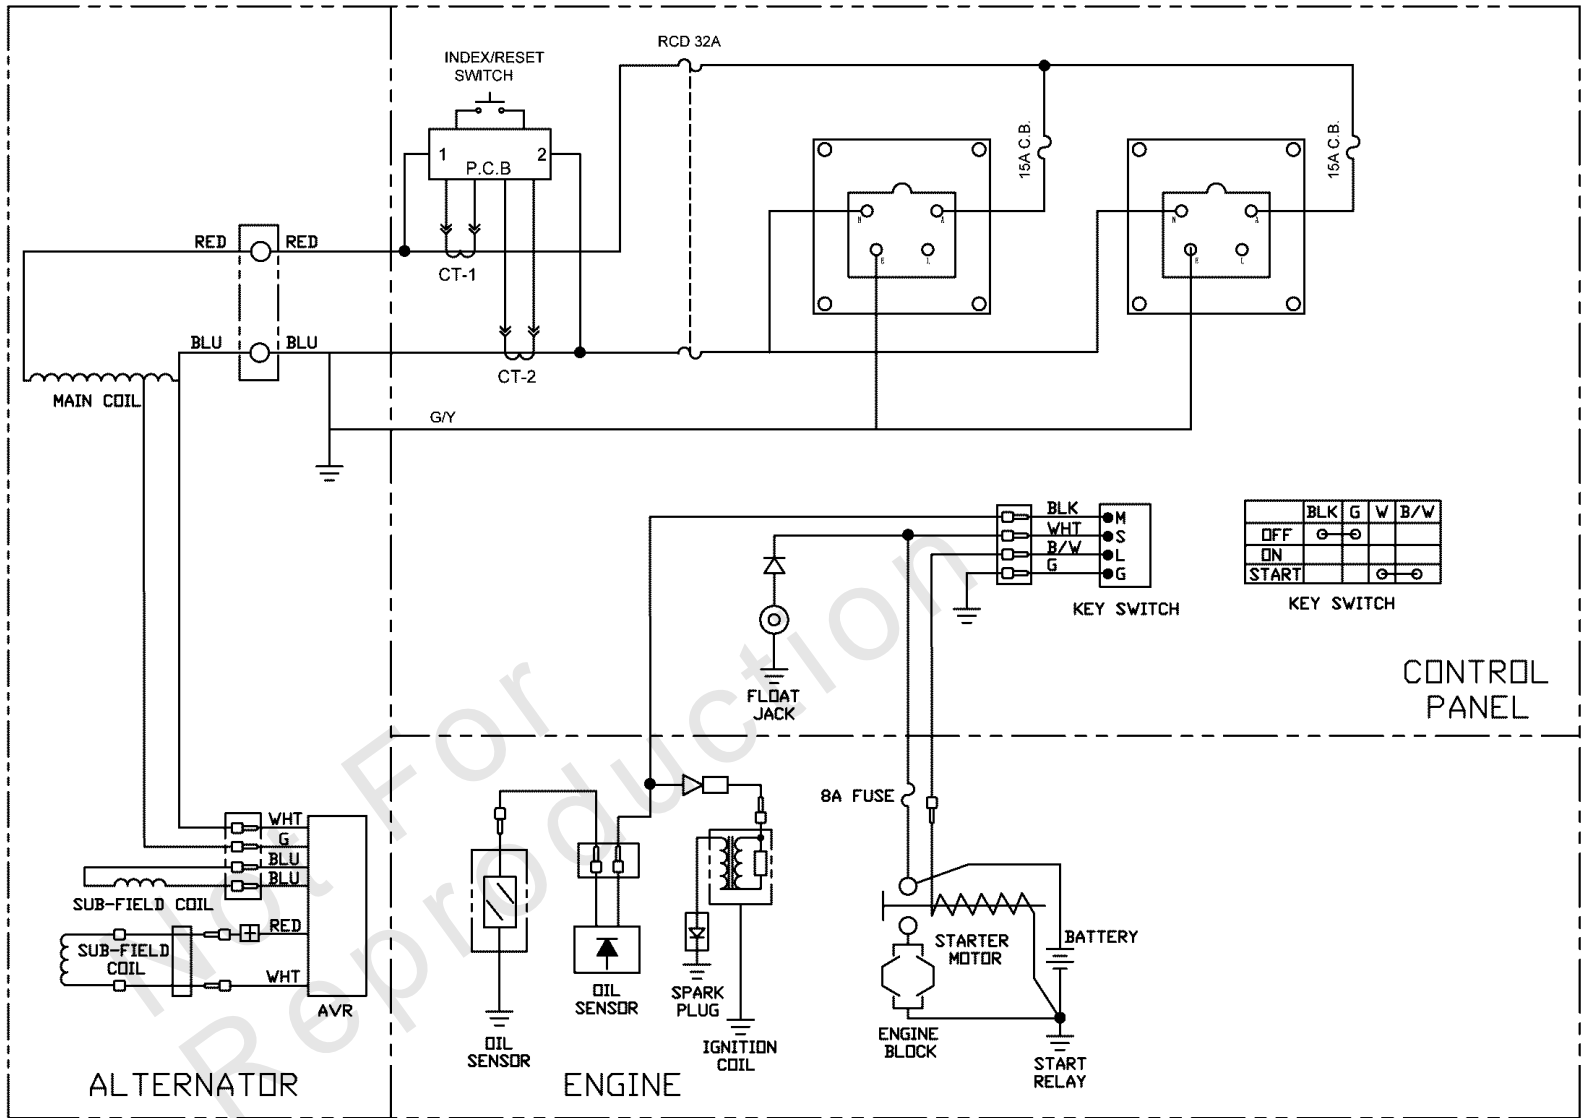 RCD 32A
INDEX/RESET
SWITCH
1
2
P.C.B
15A C.B.
15A C.B.
N
A
E
L
N
A
E
L
RED
RED
CT-1
BLU
BLU
CT-2
MAIN COIL
G/Y
BLK
M
WHT
S
B/W
L
G
G
KEY SWITCH
BLK G W B/W
OFF
ON
START
KEY SWITCH
FLOAT
JACK
CONTROL
PANEL
WHT
G
BLU
BLU
SUB-FIELD COIL
RED
SUB-FIELD
COIL
WHT
AVR
ALTERNATOR
8A FUSE
OIL
SENSOR
OIL
SENSOR
SPARK
PLUG
IGNITION
COIL
STARTER
MOTOR
BATTERY
ENGINE
BLOCK
START
RELAY
ENGINE
Not For
Reproduction